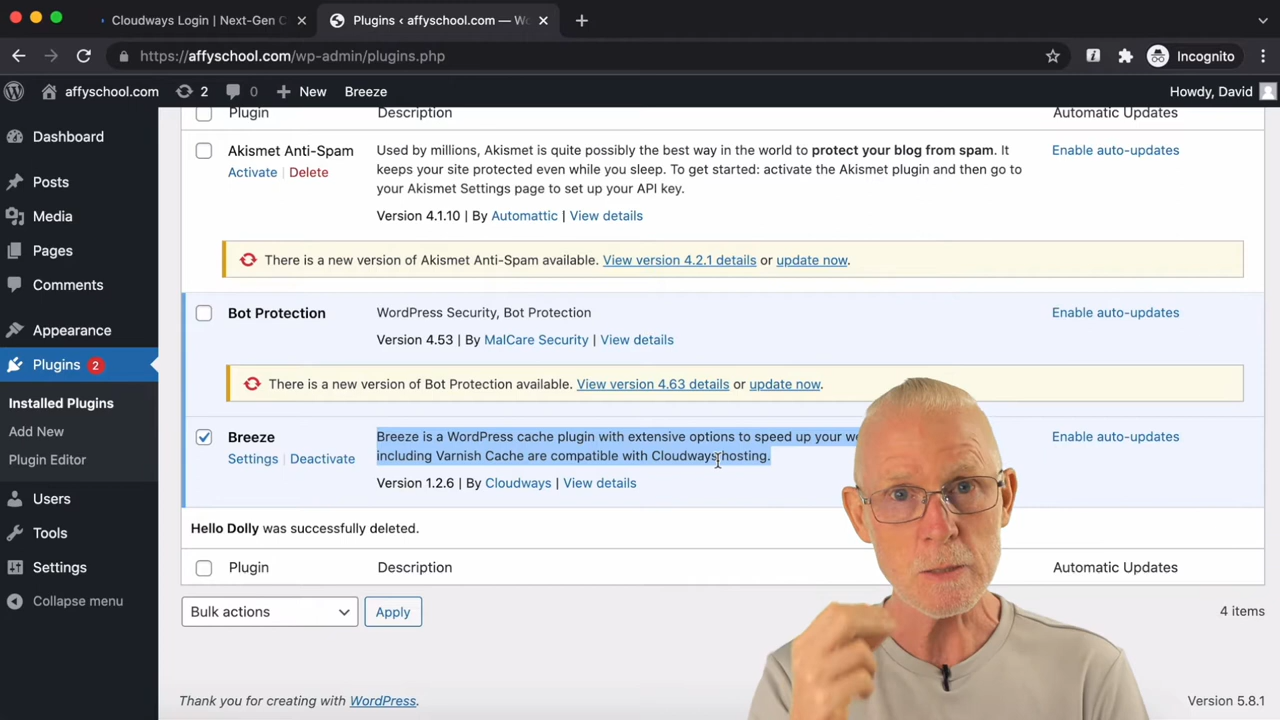 Cloudways Login | Next-Gen C
Plugins ‹ affyschool.com — W
https://affyschool.com/wp-admin/plugins.php
Incognito
affyschool.com
2
0
New
Breeze
Howdy, David
Dashboard
Posts
Media
Pages
Comments
Appearance
Plugins 2
Installed Plugins
Add New
Plugin Editor
Users
Tools
Settings
Collapse menu
Plugin
Description
Automatic Updates
Akismet Anti-Spam
Activate | Delete
Used by millions, Akismet is quite possibly the best way in the world to protect your blog from spam. It
keeps your site protected even while you sleep. To get started: activate the Akismet plugin and then go to
your Akismet Settings page to set up your API key.
Version 4.1.10 | By Automattic | View details
Enable auto-updates
There is a new version of Akismet Anti-Spam available. View version 4.2.1 details or update now.
Bot Protection
WordPress Security, Bot Protection
Version 4.53 | By MalCare Security | View details
Enable auto-updates
There is a new version of Bot Protection available. View version 4.63 details or update now.
Breeze
Settings | Deactivate
Breeze is a WordPress cache plugin with extensive options to speed up your
including Varnish Cache are compatible with Cloudways hosting.
Version 1.2.6 | By Cloudways | View details
Enable auto-updates
Hello Dolly was successfully deleted.
Plugin
Description
Automatic Updates
Bulk actions
Apply
4 items
Thank you for creating with WordPress.
Version 5.8.1